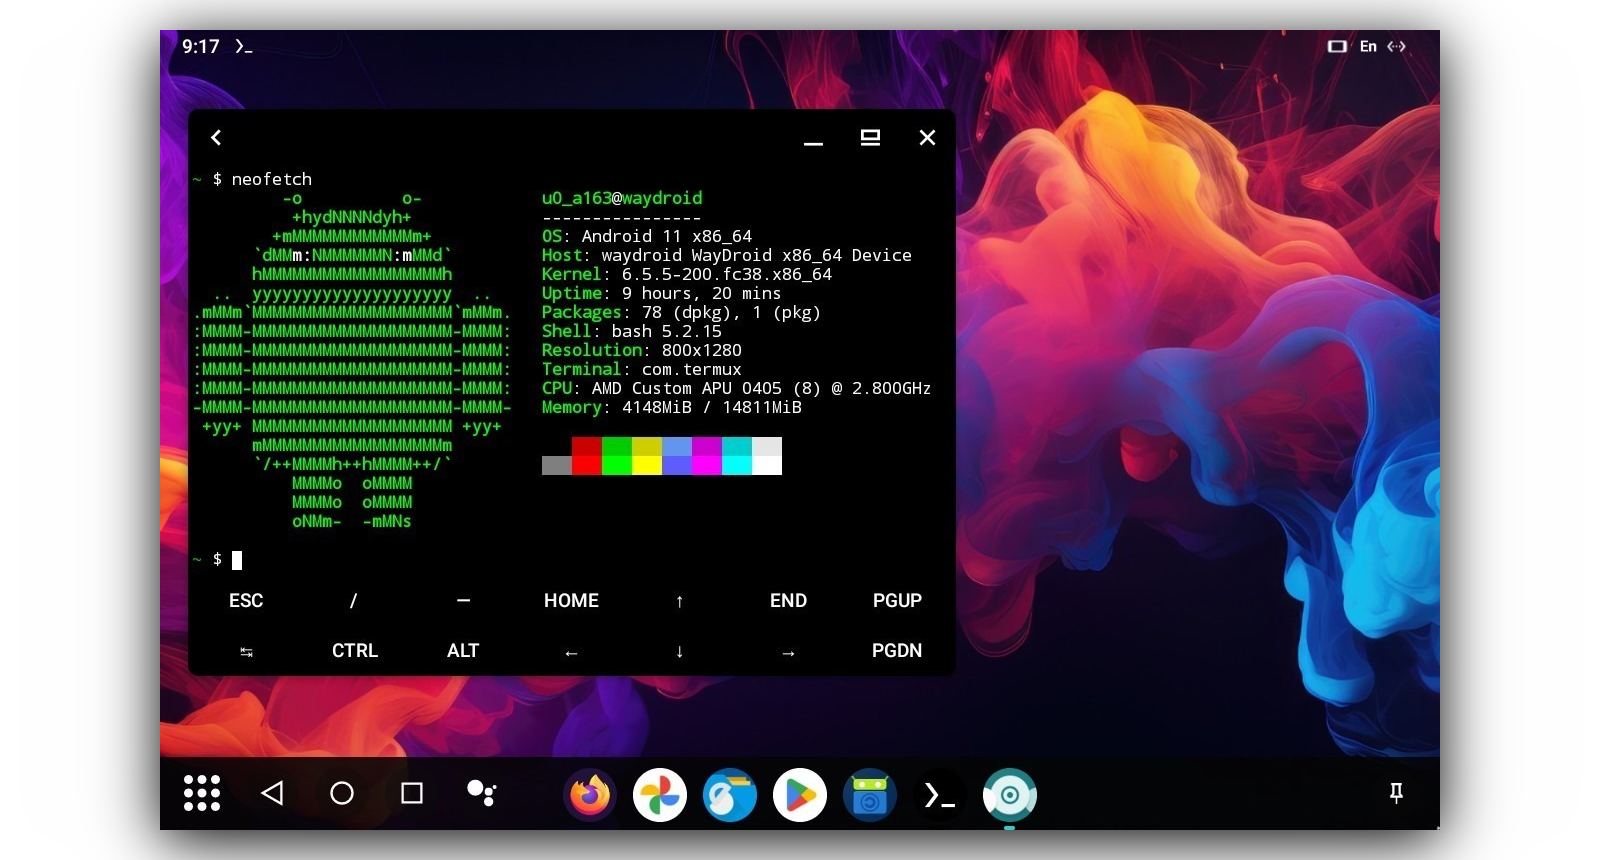 9:17 ❯_
En
~ $ neofetch
-o          o-
+hydNNNNdyh+
+mMMMMMMMMMMMMm+
`dMMm:NMMMMMMN:mMMd`
hMMMMMMMMMMMMMMMMMMh
..  yyyyyyyyyyyyyyyyyyyy  ..
.mMMm`MMMMMMMMMMMMMMMMMMMM`mMMm.
:MMMM-MMMMMMMMMMMMMMMMMMMM-MMMM:
:MMMM-MMMMMMMMMMMMMMMMMMMM-MMMM:
:MMMM-MMMMMMMMMMMMMMMMMMMM-MMMM:
:MMMM-MMMMMMMMMMMMMMMMMMMM-MMMM:
-MMMM-MMMMMMMMMMMMMMMMMMMM-MMMM-
+yy+ MMMMMMMMMMMMMMMMMMMM +yy+
mMMMMMMMMMMMMMMMMMMm
`/++MMMMh++hMMMM++/`
MMMMo  oMMMM
MMMMo  oMMMM
oNMm-  -mMNs
u0_a163@waydroid
----------------
OS: Android 11 x86_64
Host: waydroid WayDroid x86_64 Device
Kernel: 6.5.5-200.fc38.x86_64
Uptime: 9 hours, 20 mins
Packages: 78 (dpkg), 1 (pkg)
Shell: bash 5.2.15
Resolution: 800x1280
Terminal: com.termux
CPU: AMD Custom APU 0405 (8) @ 2.800GHz
Memory: 4148MiB / 14811MiB
~ $
ESC / — HOME ↑ END PGUP
↹ CTRL ALT ← ↓ → PGDN